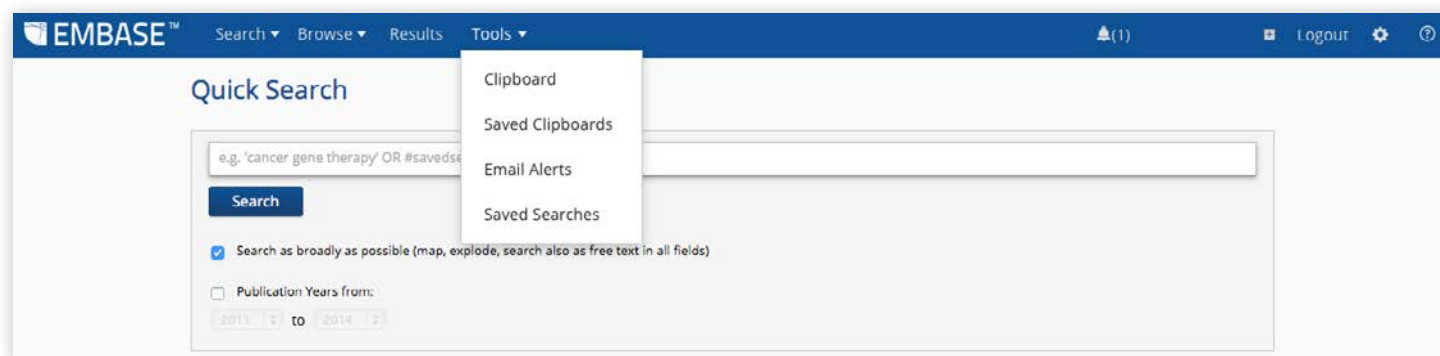 EMBASE™ Search ▾ Browse ▾ Results Tools ▾ (1) Logout
Clipboard
Quick Search
Saved Clipboards
e.g. 'cancer gene therapy' OR #savedse
Email Alerts
Search
Saved Searches
Search as broadly as possible (map, explode, search also as free text in all fields)
Publication Years from:
2011 to 2014